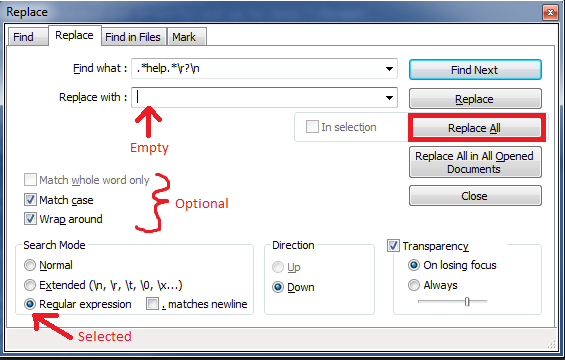 Replace
Find Replace Find in Files Mark
Find what : .*help.*\r?\n Find Next
Replace with : Replace
Empty
In selection Replace All
Replace All in All Opened
Documents
Match whole word only
Match case Optional Close
Wrap around
Search Mode Direction Transparency
Normal Up On losing focus
Extended (\n, \r, \t, \0, \x...) Down Always
Regular expression . matches newline
Selected